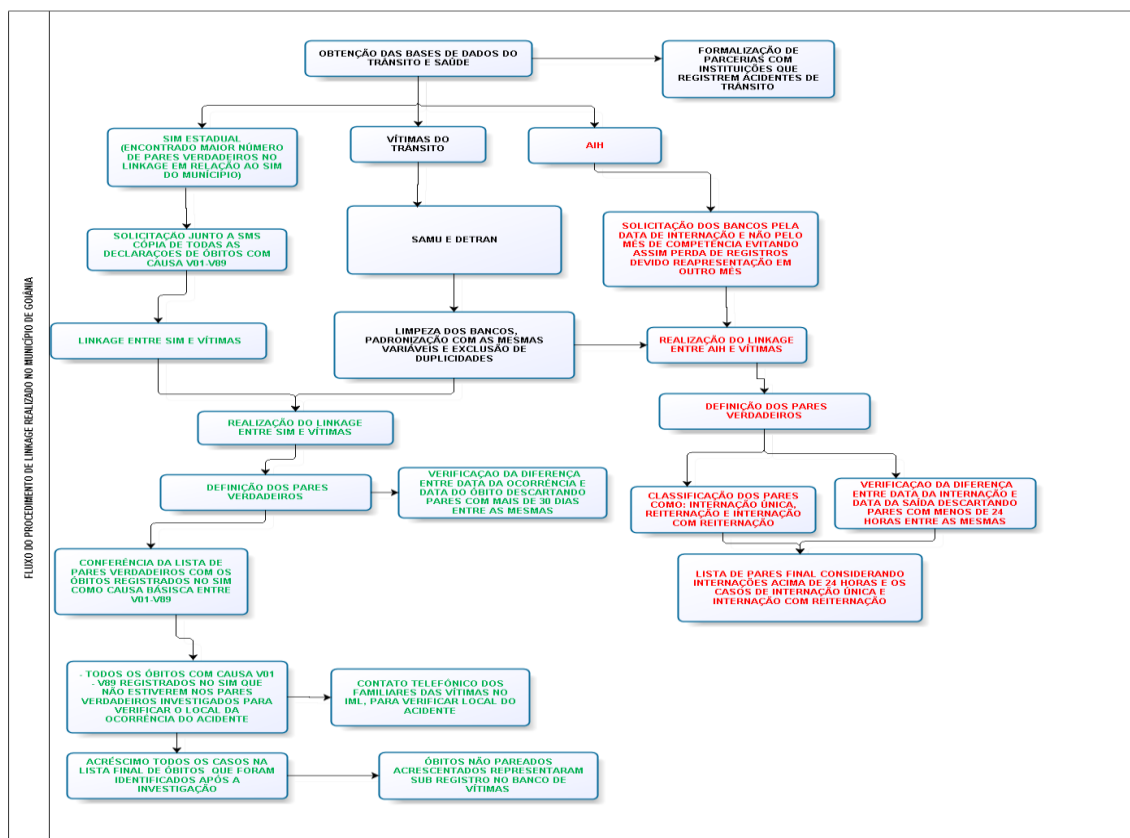 FLUXO DO PROCEDIMENTO DE LINKAGE REALIZADO NO MUNICÍPIO DE GOIÂNIA
OBTENÇÃO DAS BASES DE DADOS DO
TRÂNSITO E SAÚDE
FORMALIZAÇÃO DE
PARCERIAS COM
INSTITUIÇÕES QUE
REGISTREM ACIDENTES DE
TRÂNSITO
SIM ESTADUAL
(ENCONTRADO MAIOR NÚMERO
DE PARES VERDADEIROS NO
LINKAGE EM RELAÇÃO AO SIM
DO MUNICÍPIO)
VÍTIMAS DO
TRÂNSITO
AIH
SOLICITAÇÃO JUNTO A SMS
CÓPIA DE TODAS AS
DECLARAÇOES DE ÓBITOS COM
CAUSA V01-V89
SAMU E DETRAN
SOLICITAÇÃO DOS BANCOS PELA
DATA DE INTERNAÇÃO E NÃO PELO
MÊS DE COMPETÊNCIA EVITANDO
ASSIM PERDA DE REGISTROS
DEVIDO REAPRESENTAÇÃO EM
OUTRO MÊS
LINKAGE ENTRE SIM E VÍTIMAS
LIMPEZA DOS BANCOS,
PADRONIZAÇÃO COM AS MESMAS
VARIÁVEIS E EXCLUSÃO DE
DUPLICIDADES
REALIZAÇÃO DO LINKAGE
ENTRE AIH E VÍTIMAS
REALIZAÇÃO DO LINKAGE
ENTRE SIM E VÍTIMAS
DEFINIÇÃO DOS PARES
VERDADEIROS
DEFINIÇÃO DOS PARES
VERDADEIROS
VERIFICAÇAO DA DIFERENÇA
ENTRE DATA DA OCORRÊNCIA E
DATA DO ÓBITO DESCARTANDO
PARES COM MAIS DE 30 DIAS
ENTRE AS MESMAS
CLASSIFICAÇÃO DOS PARES
COMO: INTERNAÇÃO ÚNICA,
REITERNAÇÃO E INTERNAÇÃO
COM REITERNAÇÃO
VERIFICAÇAO DA DIFERENÇA
ENTRE DATA DA INTERNAÇÃO E
DATA DA SAÍDA DESCARTANDO
PARES COM MENOS DE 24
HORAS ENTRE AS MESMAS
CONFERÊNCIA DA LISTA DE
PARES VERDADEIROS COM OS
ÓBITOS REGISTRADOS NO SIM
COMO CAUSA BÁSISCA ENTRE
V01-V89
LISTA DE PARES FINAL CONSIDERANDO
INTERNAÇÕES ACIMA DE 24 HORAS E OS
CASOS DE INTERNAÇÃO ÚNICA E
INTERNAÇÃO COM REITERNAÇÃO
- TODOS OS ÓBITOS COM CAUSA V01
- V89 REGISTRADOS NO SIM QUE
NÃO ESTIVEREM NOS PARES
VERDADEIROS INVESTIGADOS PARA
VERIFICAR O LOCAL DA
OCORRÊNCIA DO ACIDENTE
CONTATO TELEFÓNICO DOS
FAMILIARES DAS VÍTIMAS NO
IML, PARA VERIFICAR LOCAL DO
ACIDENTE
ACRÉSCIMO TODOS OS CASOS NA
LISTA FINAL DE ÓBITOS QUE FORAM
IDENTIFICADOS APÓS A
INVESTIGAÇÃO
ÓBITOS NÃO PAREADOS
ACRESCENTADOS REPRESENTARAM
SUB REGISTRO NO BANCO DE
VÍTIMAS